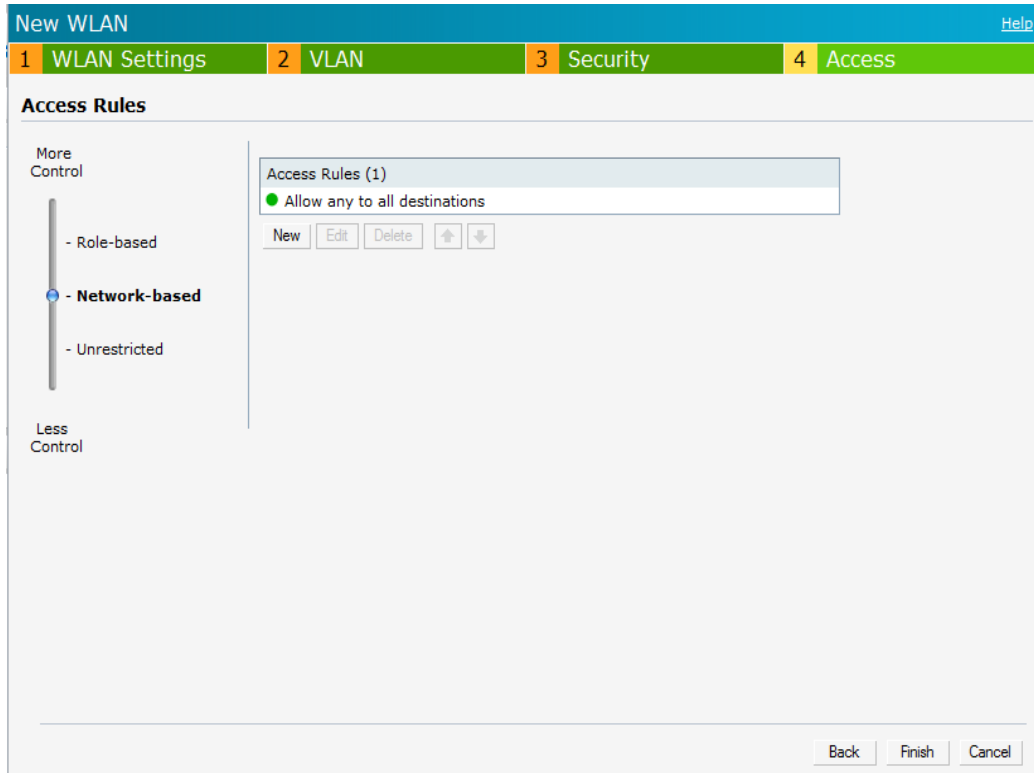 New WLAN
Help
1 WLAN Settings 2 VLAN 3 Security 4 Access
Access Rules
More
Control
- Role-based
- Network-based
- Unrestricted
Less
Control
Access Rules (1)
Allow any to all destinations
New Edit Delete
Back Finish Cancel